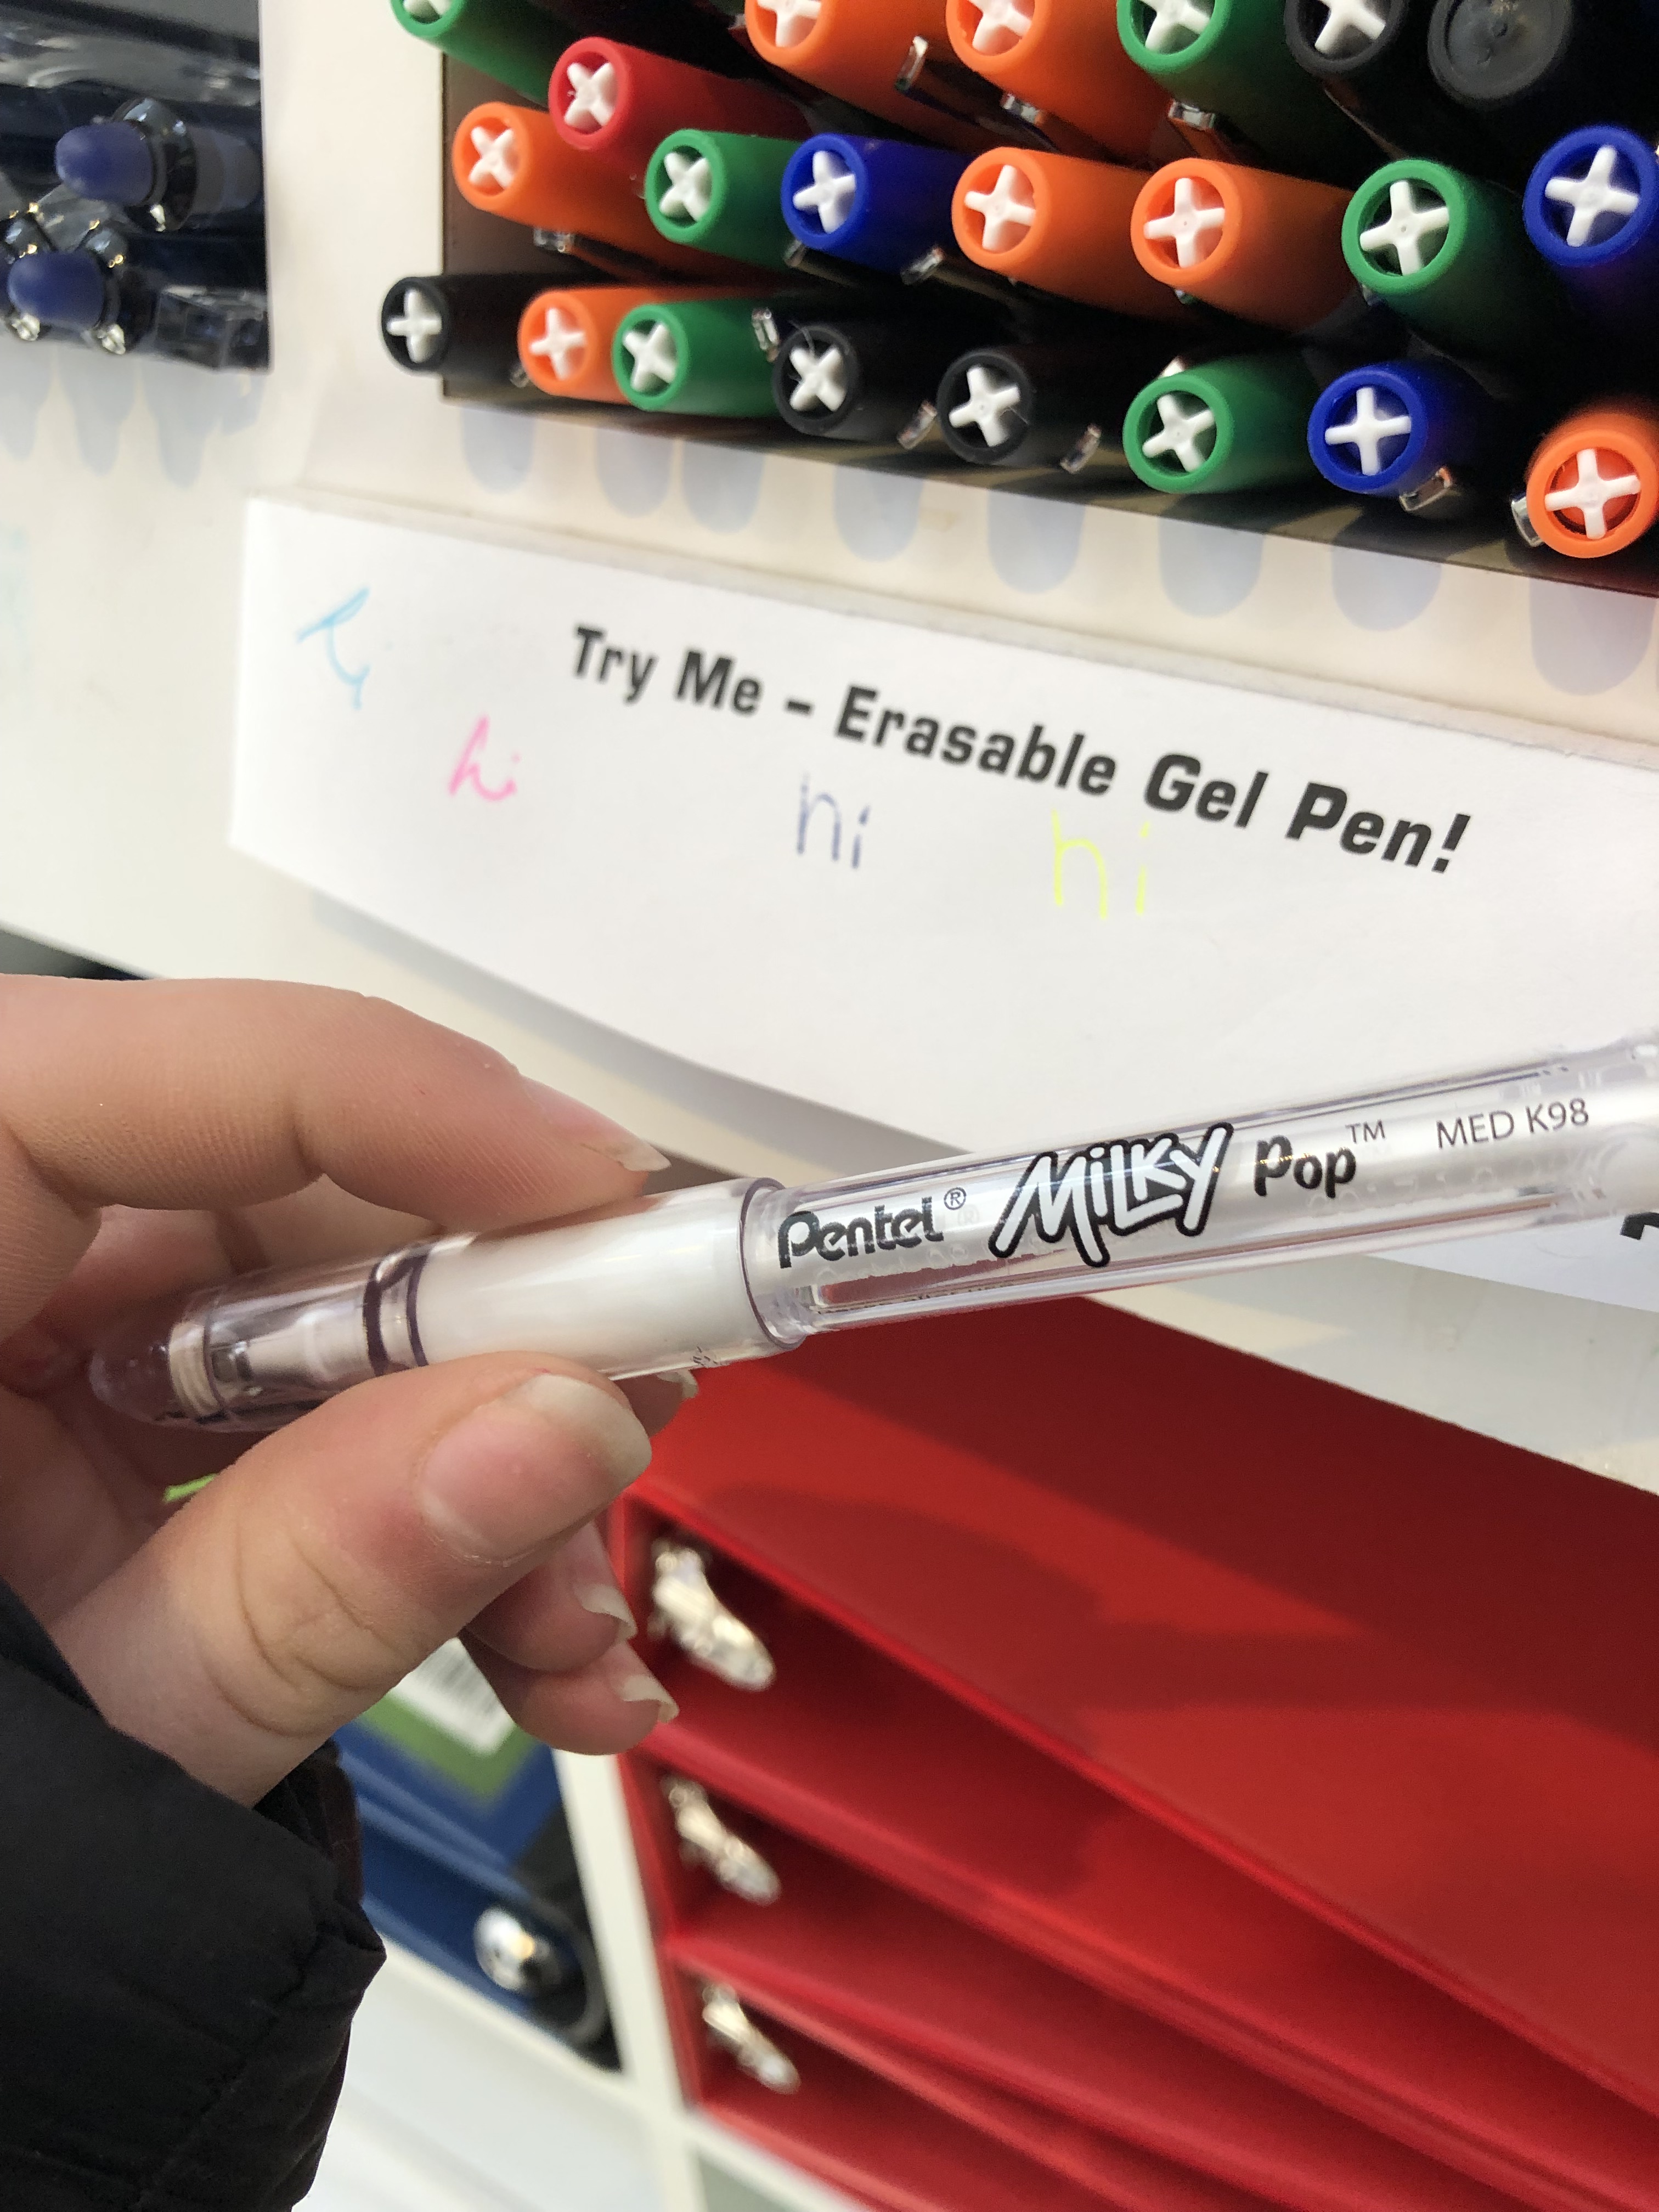 Try Me - Erasable Gel Pen!
hi
hi
hi
Pentel® MiLKY POP™ MED K98